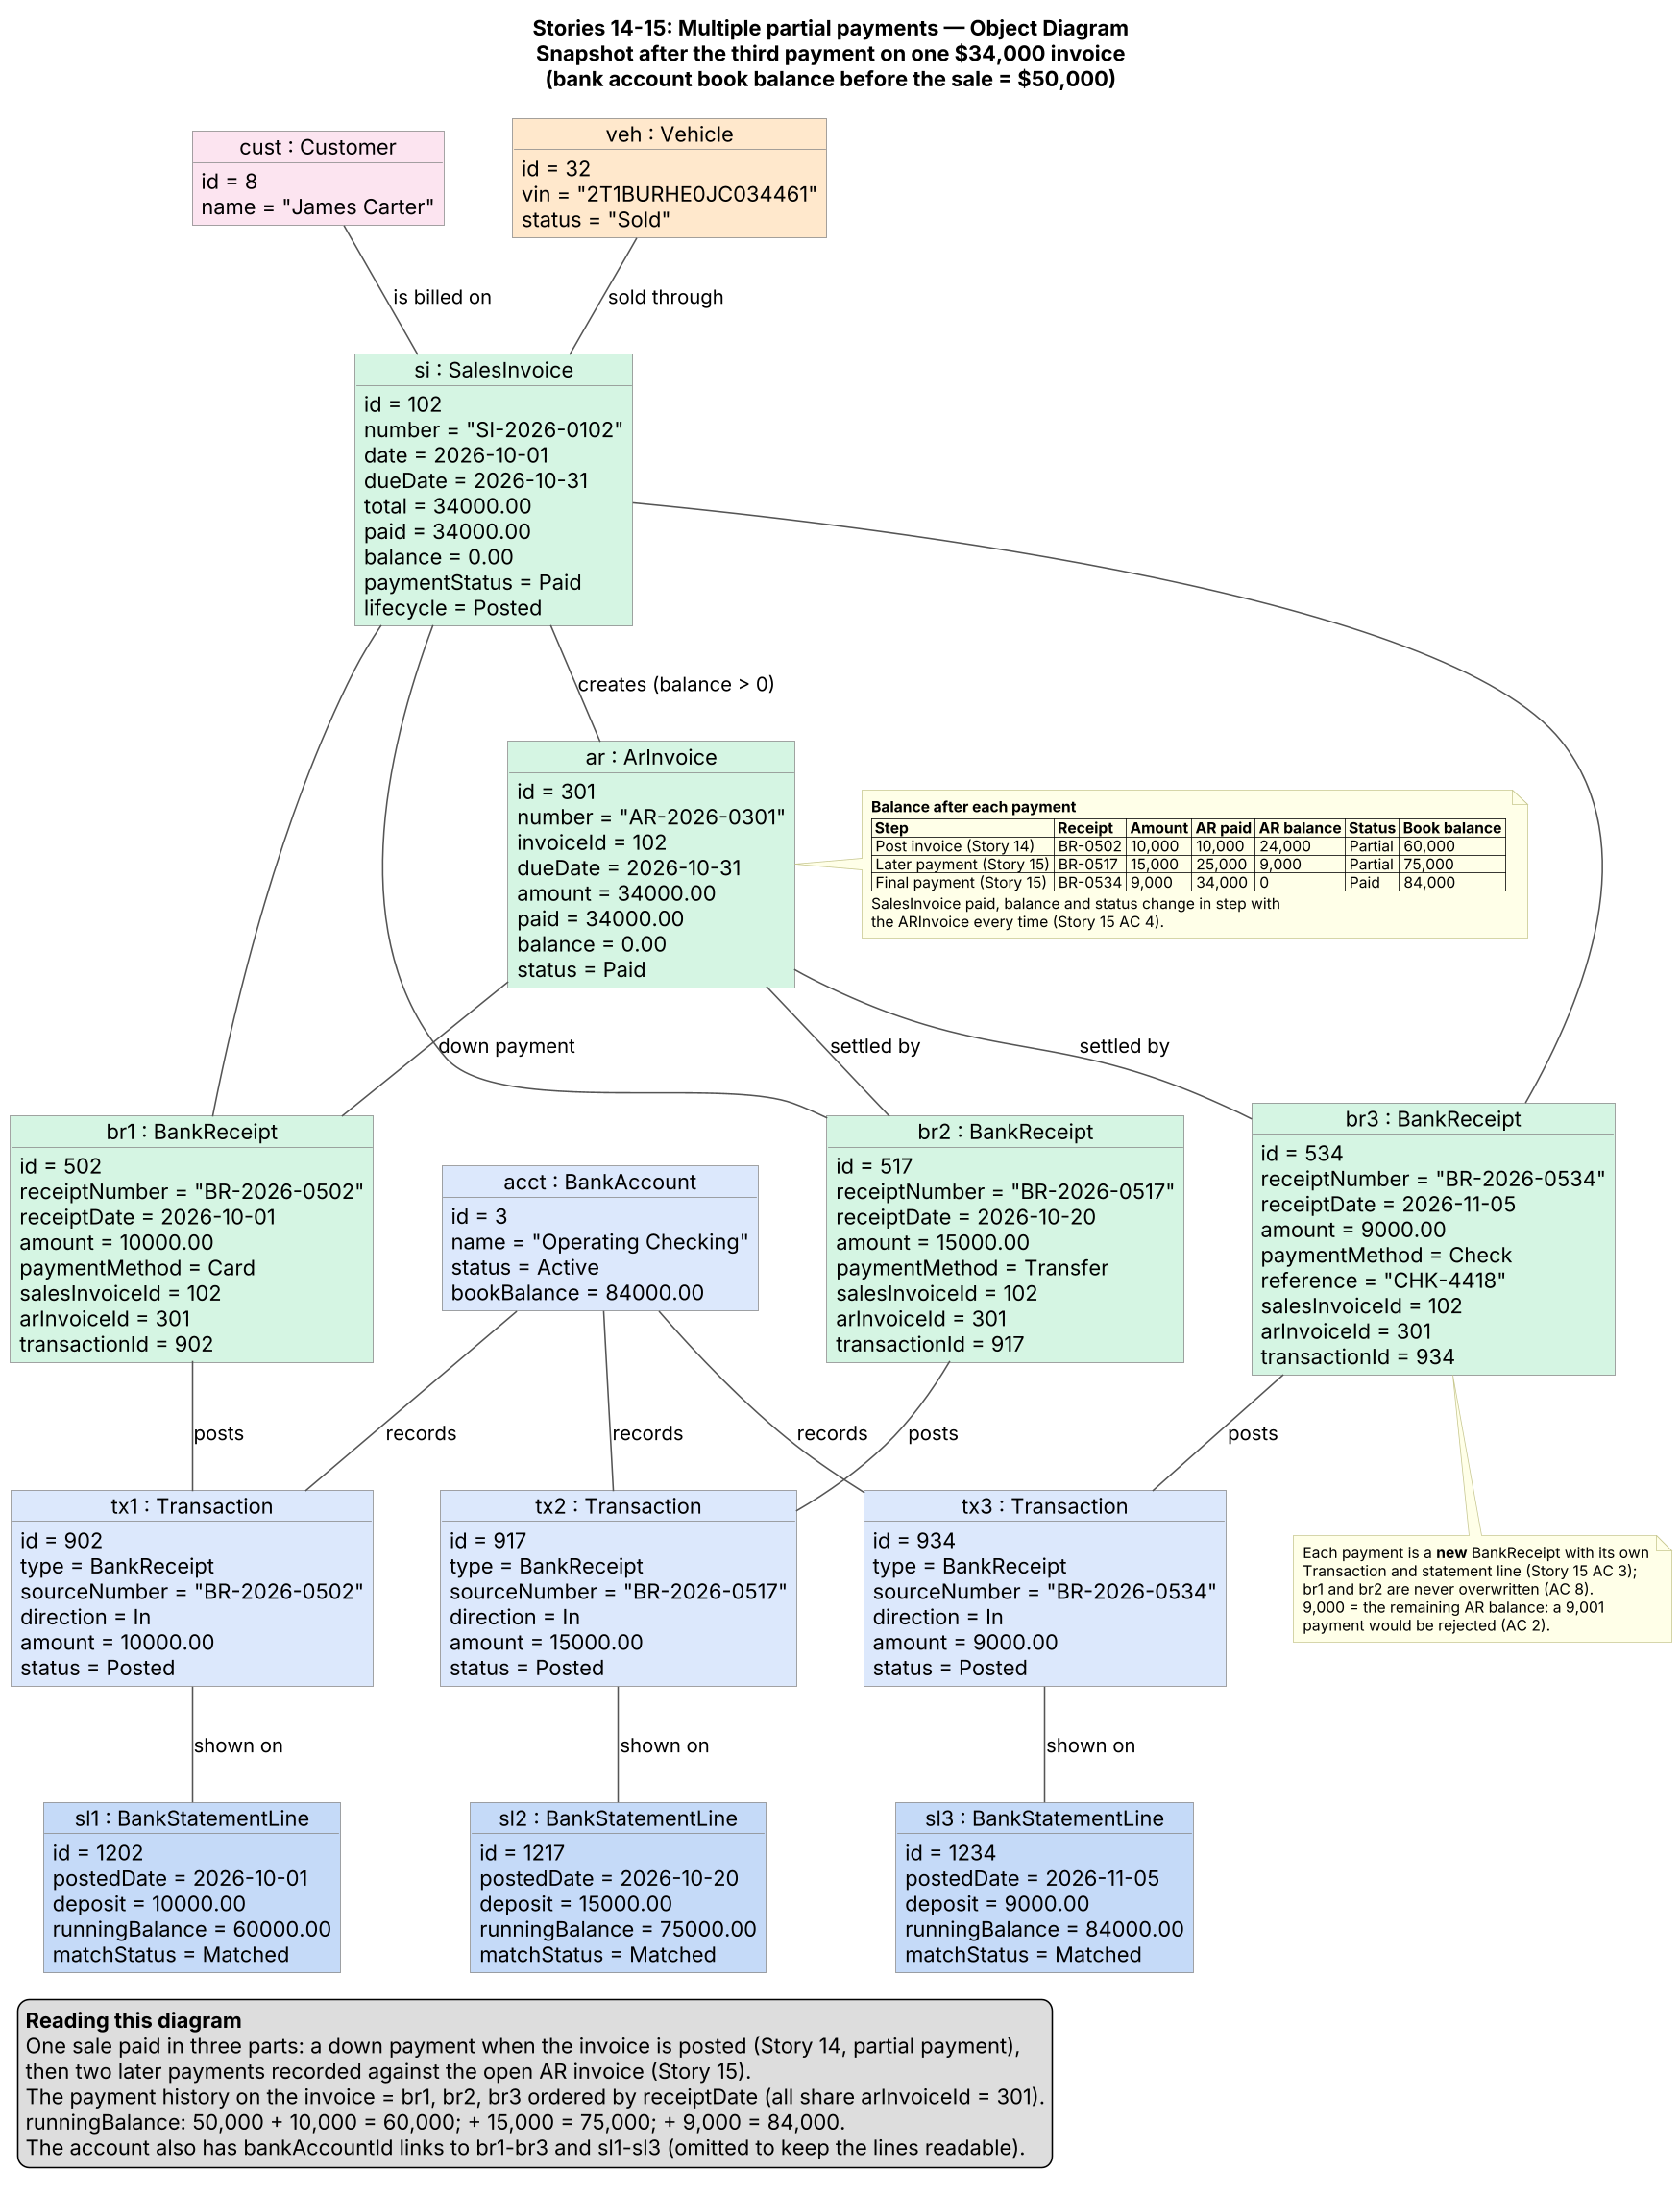 Stories 14-15: Multiple partial payments — Object Diagram
Snapshot after the third payment on one $34,000 invoice
(bank account book balance before the sale = $50,000)
cust : Customer
id = 8
name = "James Carter"
veh : Vehicle
id = 32
vin = "2T1BURHE0JC034461"
status = "Sold"
is billed on
sold through
si : SalesInvoice
id = 102
number = "SI-2026-0102"
date = 2026-10-01
dueDate = 2026-10-31
total = 34000.00
paid = 34000.00
balance = 0.00
paymentStatus = Paid
lifecycle = Posted
creates (balance > 0)
ar : ArInvoice
id = 301
number = "AR-2026-0301"
invoiceId = 102
dueDate = 2026-10-31
amount = 34000.00
paid = 34000.00
balance = 0.00
status = Paid
Balance after each payment
Step Receipt Amount AR paid AR balance Status Book balance
Post invoice (Story 14) BR-0502 10,000 10,000 24,000 Partial 60,000
Later payment (Story 15) BR-0517 15,000 25,000 9,000 Partial 75,000
Final payment (Story 15) BR-0534 9,000 34,000 0 Paid 84,000
SalesInvoice paid, balance and status change in step with
the ARInvoice every time (Story 15 AC 4).
down payment
settled by
settled by
br1 : BankReceipt
id = 502
receiptNumber = "BR-2026-0502"
receiptDate = 2026-10-01
amount = 10000.00
paymentMethod = Card
salesInvoiceId = 102
arInvoiceId = 301
transactionId = 902
acct : BankAccount
id = 3
name = "Operating Checking"
status = Active
bookBalance = 84000.00
br2 : BankReceipt
id = 517
receiptNumber = "BR-2026-0517"
receiptDate = 2026-10-20
amount = 15000.00
paymentMethod = Transfer
salesInvoiceId = 102
arInvoiceId = 301
transactionId = 917
br3 : BankReceipt
id = 534
receiptNumber = "BR-2026-0534"
receiptDate = 2026-11-05
amount = 9000.00
paymentMethod = Check
reference = "CHK-4418"
salesInvoiceId = 102
arInvoiceId = 301
transactionId = 934
posts
records
records
records
posts
posts
tx1 : Transaction
id = 902
type = BankReceipt
sourceNumber = "BR-2026-0502"
direction = In
amount = 10000.00
status = Posted
tx2 : Transaction
id = 917
type = BankReceipt
sourceNumber = "BR-2026-0517"
direction = In
amount = 15000.00
status = Posted
tx3 : Transaction
id = 934
type = BankReceipt
sourceNumber = "BR-2026-0534"
direction = In
amount = 9000.00
status = Posted
Each payment is a new BankReceipt with its own
Transaction and statement line (Story 15 AC 3);
br1 and br2 are never overwritten (AC 8).
9,000 = the remaining AR balance: a 9,001
payment would be rejected (AC 2).
shown on
shown on
shown on
sl1 : BankStatementLine
id = 1202
postedDate = 2026-10-01
deposit = 10000.00
runningBalance = 60000.00
matchStatus = Matched
sl2 : BankStatementLine
id = 1217
postedDate = 2026-10-20
deposit = 15000.00
runningBalance = 75000.00
matchStatus = Matched
sl3 : BankStatementLine
id = 1234
postedDate = 2026-11-05
deposit = 9000.00
runningBalance = 84000.00
matchStatus = Matched
Reading this diagram
One sale paid in three parts: a down payment when the invoice is posted (Story 14, partial payment),
then two later payments recorded against the open AR invoice (Story 15).
The payment history on the invoice = br1, br2, br3 ordered by receiptDate (all share arInvoiceId = 301).
runningBalance: 50,000 + 10,000 = 60,000; + 15,000 = 75,000; + 9,000 = 84,000.
The account also has bankAccountId links to br1-br3 and sl1-sl3 (omitted to keep the lines readable).